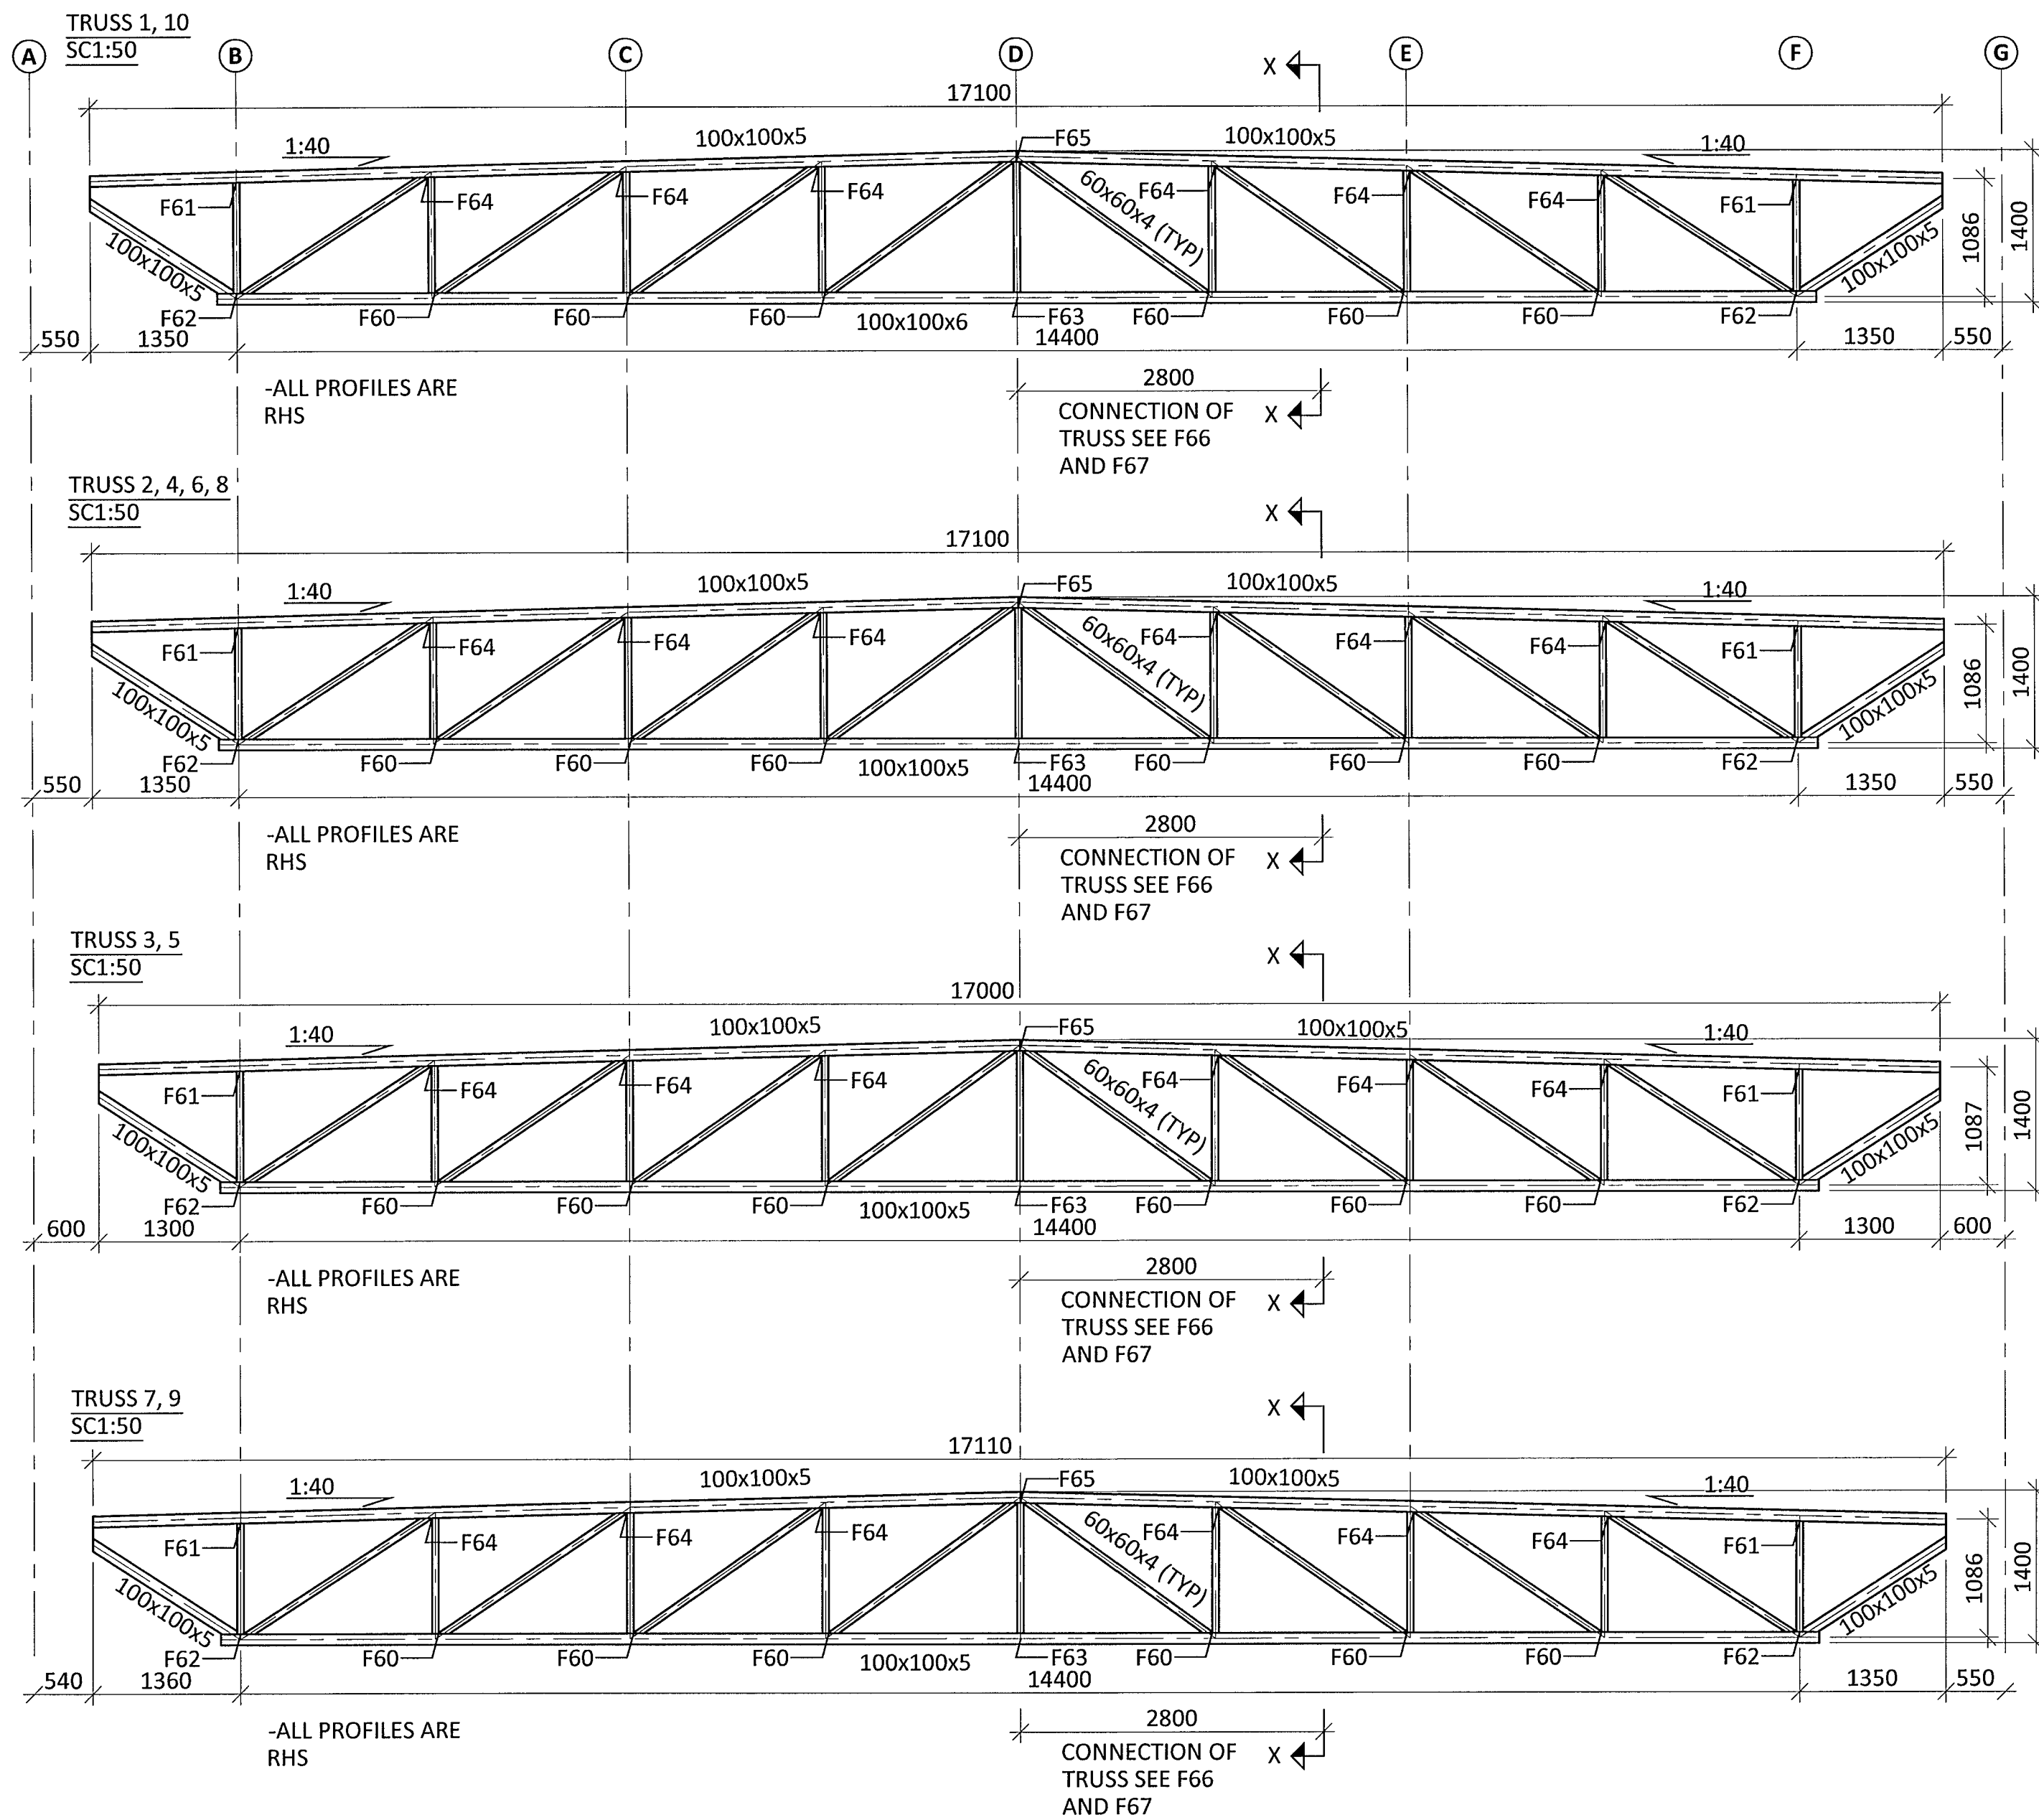 TRUSS 1, 10
SC1:50
A B C D E F G
X
17100
1:40 100x100x5 F65 100x100x5 1:40
F61 F64 F64 F64 60x60x4 (TYP) F64 F64 F64 F61
100x100x5 100x100x5 1086 1400
F62 F60 F60 F60 100x100x6 F63 F60 F60 F60 F62
550 1350 14400 1350 550
-ALL PROFILES ARE
RHS
2800
CONNECTION OF X
TRUSS SEE F66
AND F67
TRUSS 2, 4, 6, 8
SC1:50
X
17100
1:40 100x100x5 F65 100x100x5 1:40
F61 F64 F64 F64 60x60x4 (TYP) F64 F64 F64 F61
100x100x5 100x100x5 1086 1400
F62 F60 F60 F60 100x100x5 F63 F60 F60 F60 F62
550 1350 14400 1350 550
-ALL PROFILES ARE
RHS
2800
CONNECTION OF X
TRUSS SEE F66
AND F67
TRUSS 3, 5
SC1:50
X
17000
1:40 100x100x5 F65 100x100x5 1:40
F61 F64 F64 F64 60x60x4 (TYP) F64 F64 F64 F61
100x100x5 100x100x5 1087 1400
F62 F60 F60 F60 100x100x5 F63 F60 F60 F60 F62
600 1300 14400 1300 600
-ALL PROFILES ARE
RHS
2800
CONNECTION OF X
TRUSS SEE F66
AND F67
TRUSS 7, 9
SC1:50
X
17110
1:40 100x100x5 F65 100x100x5 1:40
F61 F64 F64 F64 60x60x4 (TYP) F64 F64 F64 F61
100x100x5 100x100x5 1086 1400
F62 F60 F60 F60 100x100x5 F63 F60 F60 F60 F62
540 1360 14400 1350 550
-ALL PROFILES ARE
RHS
2800
CONNECTION OF X
TRUSS SEE F66
AND F67